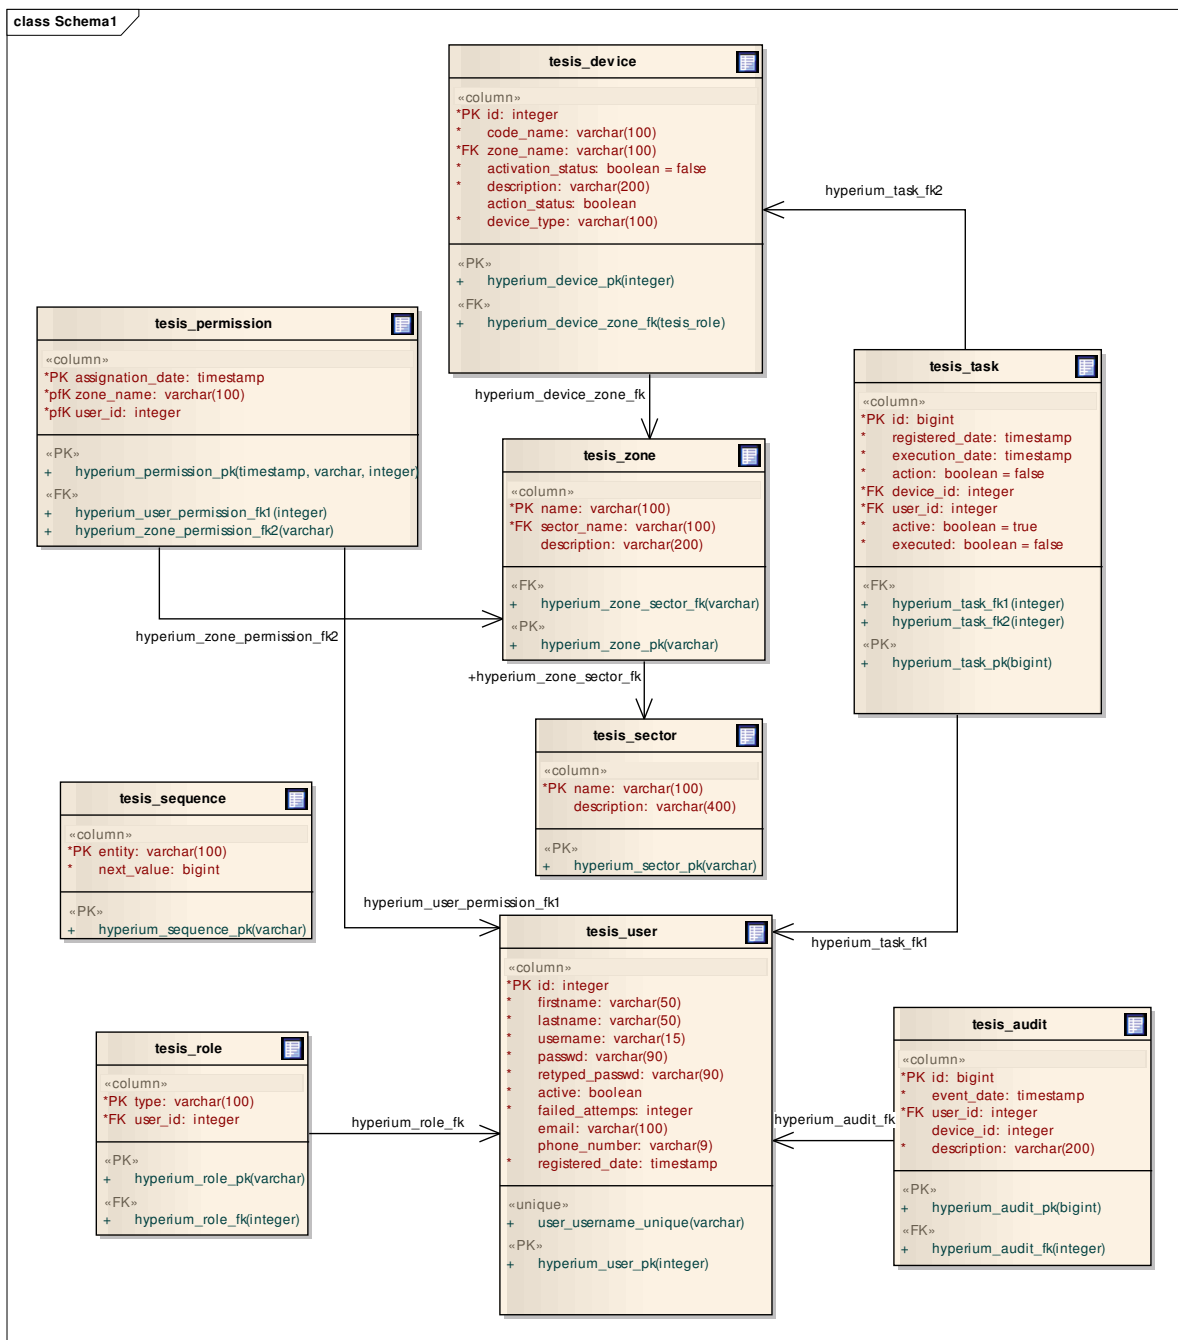 class Schema1
tesis_device
«column»
*PK id: integer
* code_name: varchar(100)
*FK zone_name: varchar(100)
* activation_status: boolean = false
* description: varchar(200)
action_status: boolean
* device_type: varchar(100)
«PK»
+ hyperium_device_pk(integer)
«FK»
+ hyperium_device_zone_fk(tesis_role)
hyperium_task_fk2
tesis_permission
«column»
*PK assignation_date: timestamp
*pfK zone_name: varchar(100)
*pfK user_id: integer
«PK»
+ hyperium_permission_pk(timestamp, varchar, integer)
«FK»
+ hyperium_user_permission_fk1(integer)
+ hyperium_zone_permission_fk2(varchar)
hyperium_device_zone_fk
tesis_zone
«column»
*PK name: varchar(100)
*FK sector_name: varchar(100)
description: varchar(200)
«FK»
+ hyperium_zone_sector_fk(varchar)
«PK»
+ hyperium_zone_pk(varchar)
tesis_task
«column»
*PK id: bigint
* registered_date: timestamp
* execution_date: timestamp
* action: boolean = false
*FK device_id: integer
*FK user_id: integer
* active: boolean = true
* executed: boolean = false
«FK»
+ hyperium_task_fk1(integer)
+ hyperium_task_fk2(integer)
«PK»
+ hyperium_task_pk(bigint)
hyperium_zone_permission_fk2
+hyperium_zone_sector_fk
tesis_sector
«column»
*PK name: varchar(100)
description: varchar(400)
«PK»
+ hyperium_sector_pk(varchar)
tesis_sequence
«column»
*PK entity: varchar(100)
* next_value: bigint
«PK»
+ hyperium_sequence_pk(varchar)
hyperium_user_permission_fk1
hyperium_task_fk1
tesis_user
«column»
*PK id: integer
* firstname: varchar(50)
* lastname: varchar(50)
* username: varchar(15)
* passwd: varchar(90)
* retyped_passwd: varchar(90)
* active: boolean
* failed_attemps: integer
email: varchar(100)
phone_number: varchar(9)
* registered_date: timestamp
«unique»
+ user_username_unique(varchar)
«PK»
+ hyperium_user_pk(integer)
tesis_role
«column»
*PK type: varchar(100)
*FK user_id: integer
«PK»
+ hyperium_role_pk(varchar)
«FK»
+ hyperium_role_fk(integer)
hyperium_role_fk
hyperium_audit_fk
tesis_audit
«column»
*PK id: bigint
* event_date: timestamp
*FK user_id: integer
device_id: integer
* description: varchar(200)
«PK»
+ hyperium_audit_pk(bigint)
«FK»
+ hyperium_audit_fk(integer)